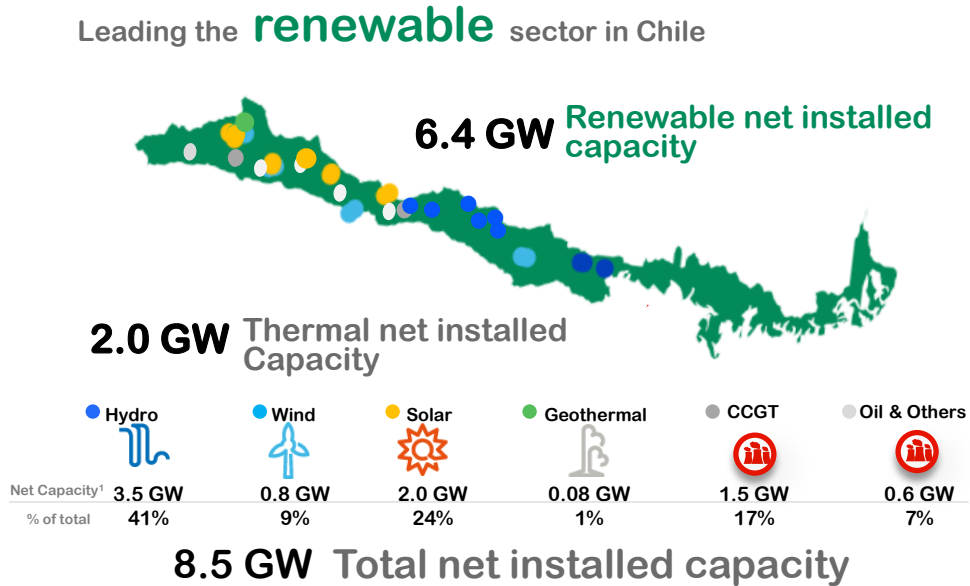 Leading the renewable sector in Chile
6.4 GW Renewable net installed
capacity
2.0 GW Thermal net installed
Capacity
Hydro Wind Solar Geothermal CCGT Oil & Others
Net Capacity¹ 3.5 GW 0.8 GW 2.0 GW 0.08 GW 1.5 GW 0.6 GW
% of total 41% 9% 24% 1% 17% 7%
8.5 GW Total net installed capacity